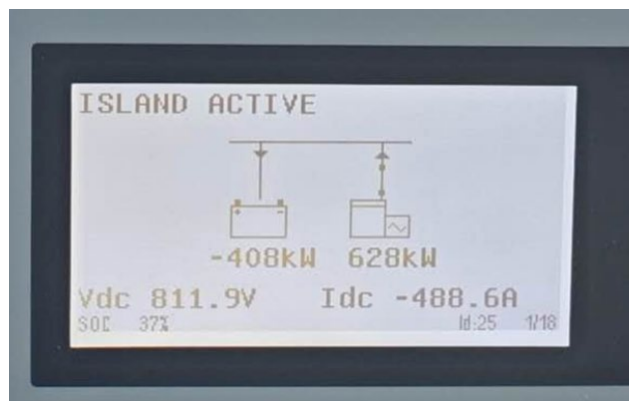 ISLAND ACTIVE
-408kW 628kW
Vdc 811.9V Idc -488.6A
SOC 37% Id:25 1/18